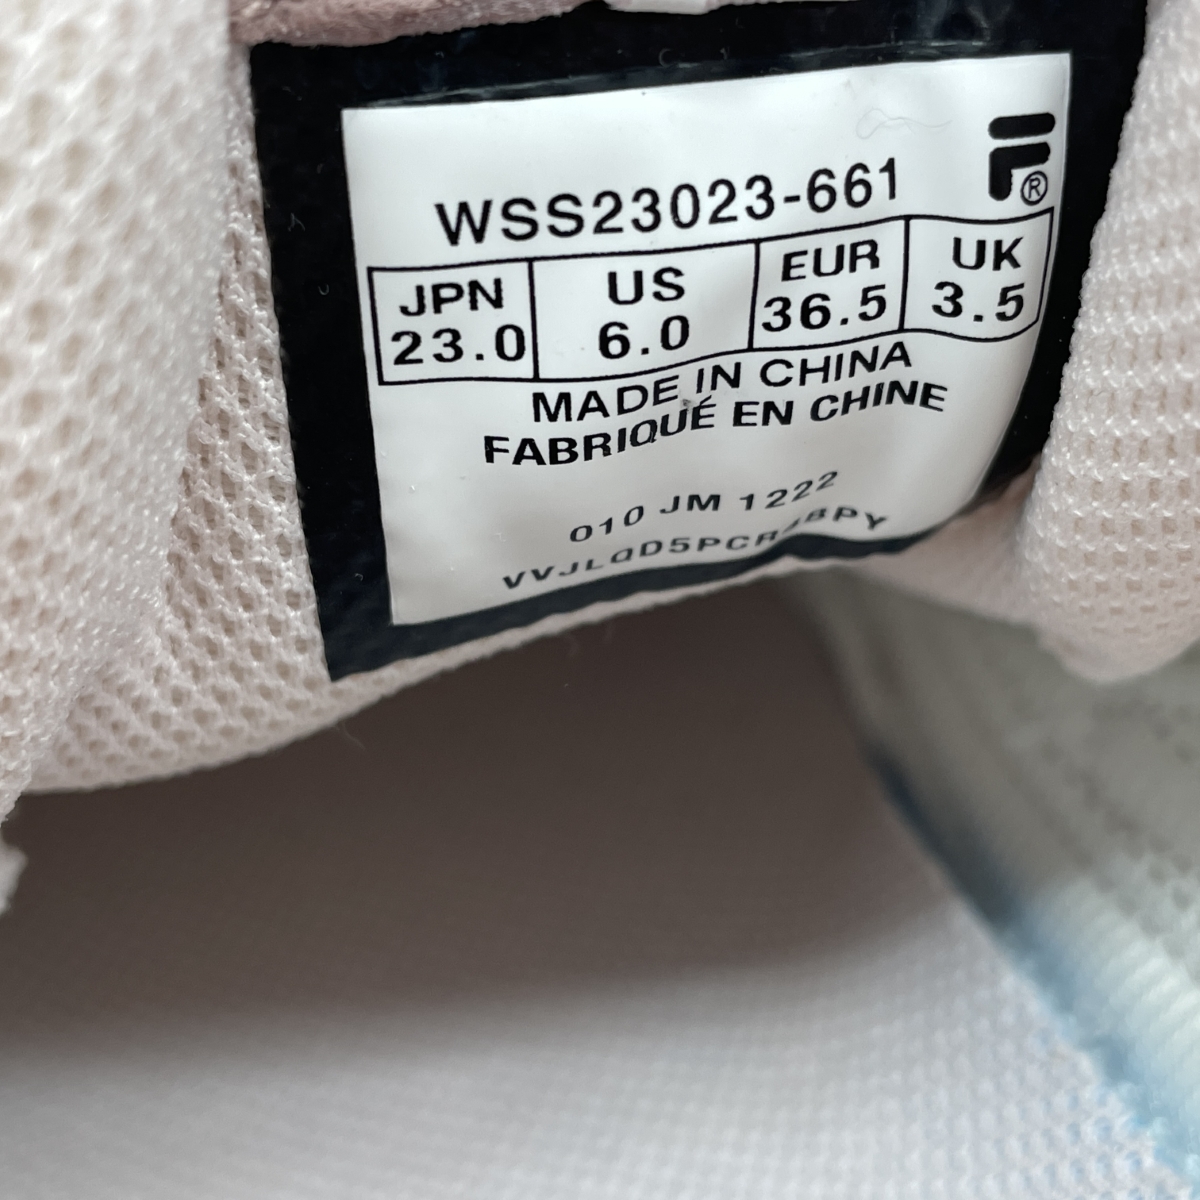 WSS23023-661
F®
JPN US EUR UK
23.0 6.0 36.5 3.5
MADE IN CHINA
FABRIQUÉ EN CHINE
010 JM 1222